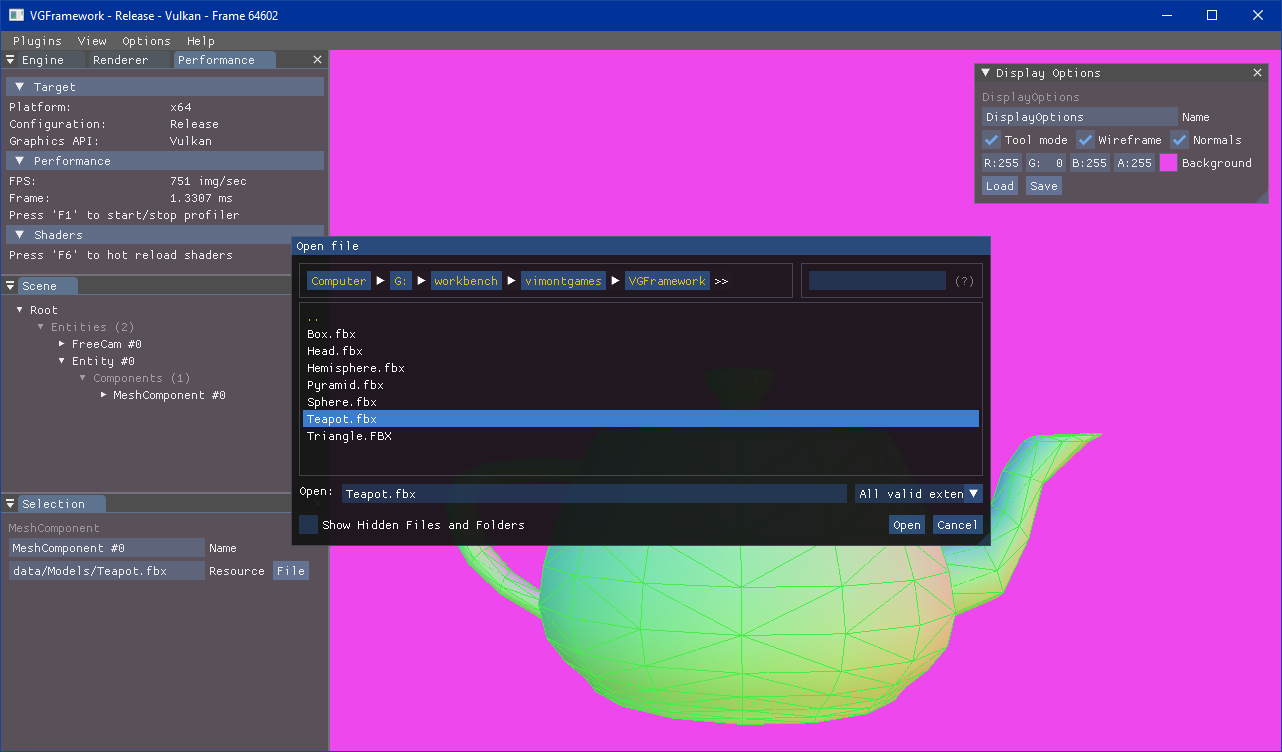 VGFramework - Release - Vulkan - Frame 64602
Plugins View Options Help
Engine Renderer Performance
Target
Platform: x64
Configuration: Release
Graphics API: Vulkan
Performance
FPS: 751 img/sec
Frame: 1.3307 ms
Press 'F1' to start/stop profiler
Shaders
Press 'F6' to hot reload shaders
Scene
Root
Entities (2)
FreeCam #0
Entity #0
Components (1)
MeshComponent #0
Selection
MeshComponent
MeshComponent #0 Name
data/Models/Teapot.fbx Resource File
Display Options
DisplayOptions
DisplayOptions Name
Tool mode Wireframe Normals
R:255 G: 0 B:255 A:255 Background
Load Save
Open file
Computer G: workbench vimontgames VGFramework >> (?)
..
Box.fbx
Head.fbx
Hemisphere.fbx
Pyramid.fbx
Sphere.fbx
Teapot.fbx
Triangle.FBX
Open: Teapot.fbx All valid exten
Show Hidden Files and Folders Open Cancel